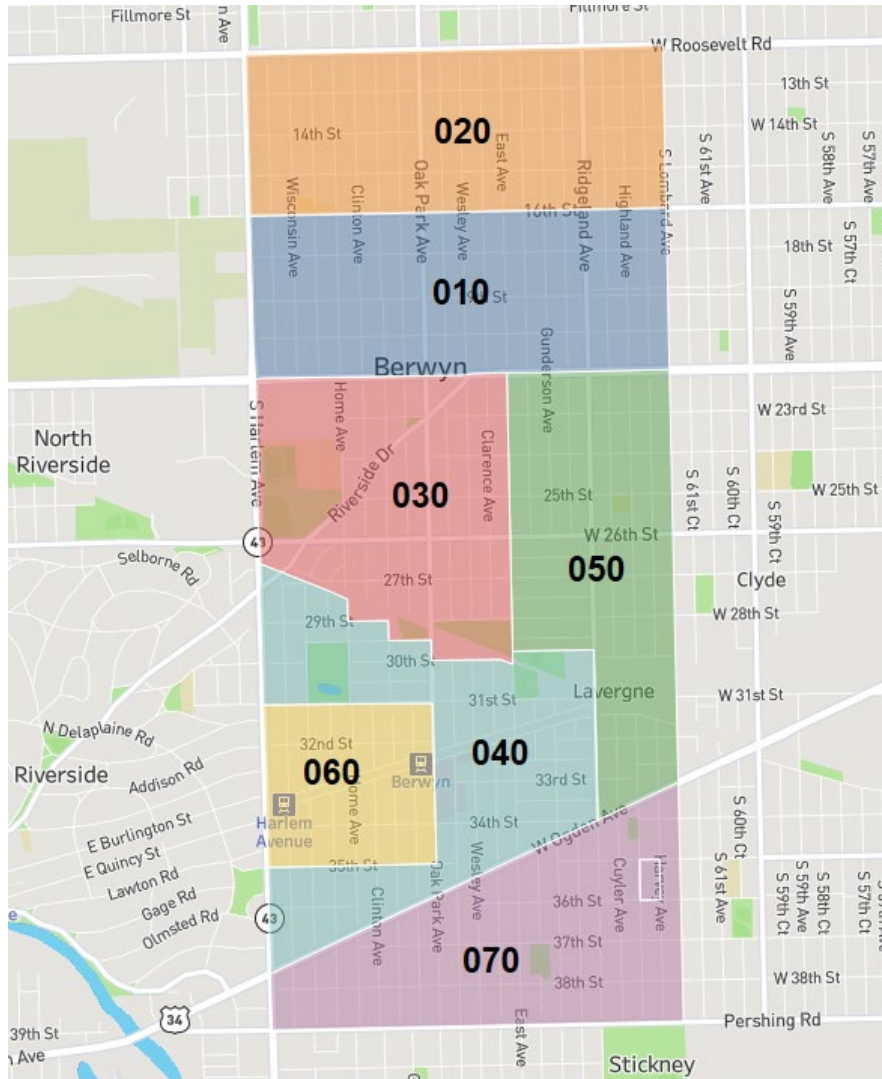 Fillmore St
n Ave
Fillmore St
W Roosevelt Rd
13th St
020
14th St
W 14th St
East Ave
S 61st Ave
S 58th Ave
S 57th Ave
Wisconsin Ave
Clinton Ave
Oak Park Ave
Wesley Ave
Ridgeland Ave
Highland Ave
S Lombard Ave
16th S
18th St
S 57th Ct
010
S 59th Ave
Gunderson Ave
Berwyn
S Harlem Ave
Home Ave
W 23rd St
North
Riverside
Clarence Ave
Riverside Dr
030
25th St
S 61st Ct
S 60th Ct
S 59th Ct
W 25th St
W 26th St
43
Selborne Rd
050
27th St
Clyde
W 28th St
29th St
30th St
31st St
Lavergne
W 31st St
N Delaplaine Rd
32nd St
040
060
Berwyn
33rd St
Riverside
Addison Rd
Home Ave
Harlem
Avenue
34th St
W Ogden Ave
E Burlington St
E Quincy St
35th St
S 60th Ct
Lawton Rd
Gage Rd
Olmsted Rd
Clinton Ave
Oak Park Ave
Wesley Ave
Cuyler Ave
Harvey Ave
S 61st Ave
S 59th Ct
S 59th Ave
S 58th Ct
S 57th Ct
36th St
e
43
37th St
070
38th St
W 38th St
34
39th St
n Ave
East Ave
Pershing Rd
Stickney